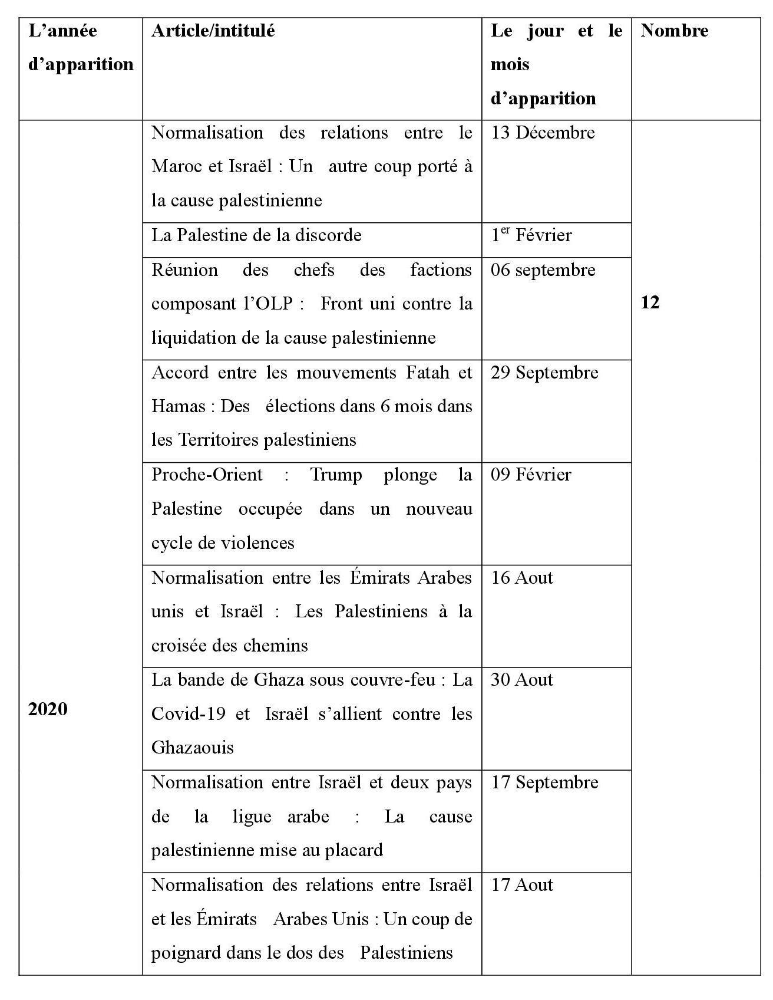 L’année
d’apparition
Article/intitulé
Le jour et le
mois
d’apparition
Nombre
2020
Normalisation des relations entre le
Maroc et Israël : Un autre coup porté à
la cause palestinienne
13 Décembre
La Palestine de la discorde
1er Février
Réunion des chefs des factions
composant l’OLP : Front uni contre la
liquidation de la cause palestinienne
06 septembre
12
Accord entre les mouvements Fatah et
Hamas : Des élections dans 6 mois dans
les Territoires palestiniens
29 Septembre
Proche-Orient : Trump plonge la
Palestine occupée dans un nouveau
cycle de violences
09 Février
Normalisation entre les Émirats Arabes
unis et Israël : Les Palestiniens à la
croisée des chemins
16 Aout
La bande de Ghaza sous couvre-feu : La
Covid-19 et Israël s’allient contre les
Ghazaouis
30 Aout
Normalisation entre Israël et deux pays
de la ligue arabe : La cause
palestinienne mise au placard
17 Septembre
Normalisation des relations entre Israël
et les Émirats Arabes Unis : Un coup de
poignard dans le dos des Palestiniens
17 Aout